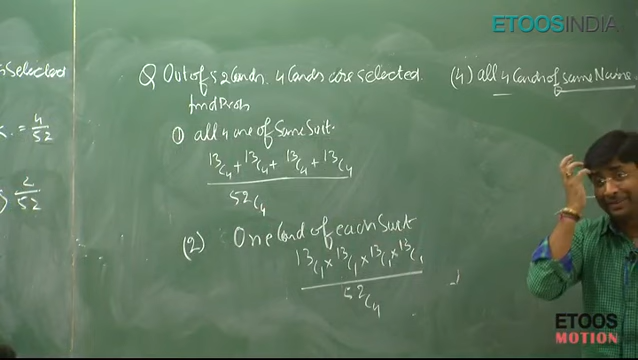 ETOOSINDIA
Selected
= 4/52
2/52
Q Out of 52 Cards. 4 Cards are selected.
find Prob
① all 4 are of Same Suit.
¹³C₄ + ¹³C₄ + ¹³C₄ + ¹³C₄
⁵²C₄
(2) One Card of each Suit
¹³C₁ × ¹³C₁ × ¹³C₁ × ¹³C₁
⁵²C₄
(4) all 4 Cards of same
ETOOS
MOTION